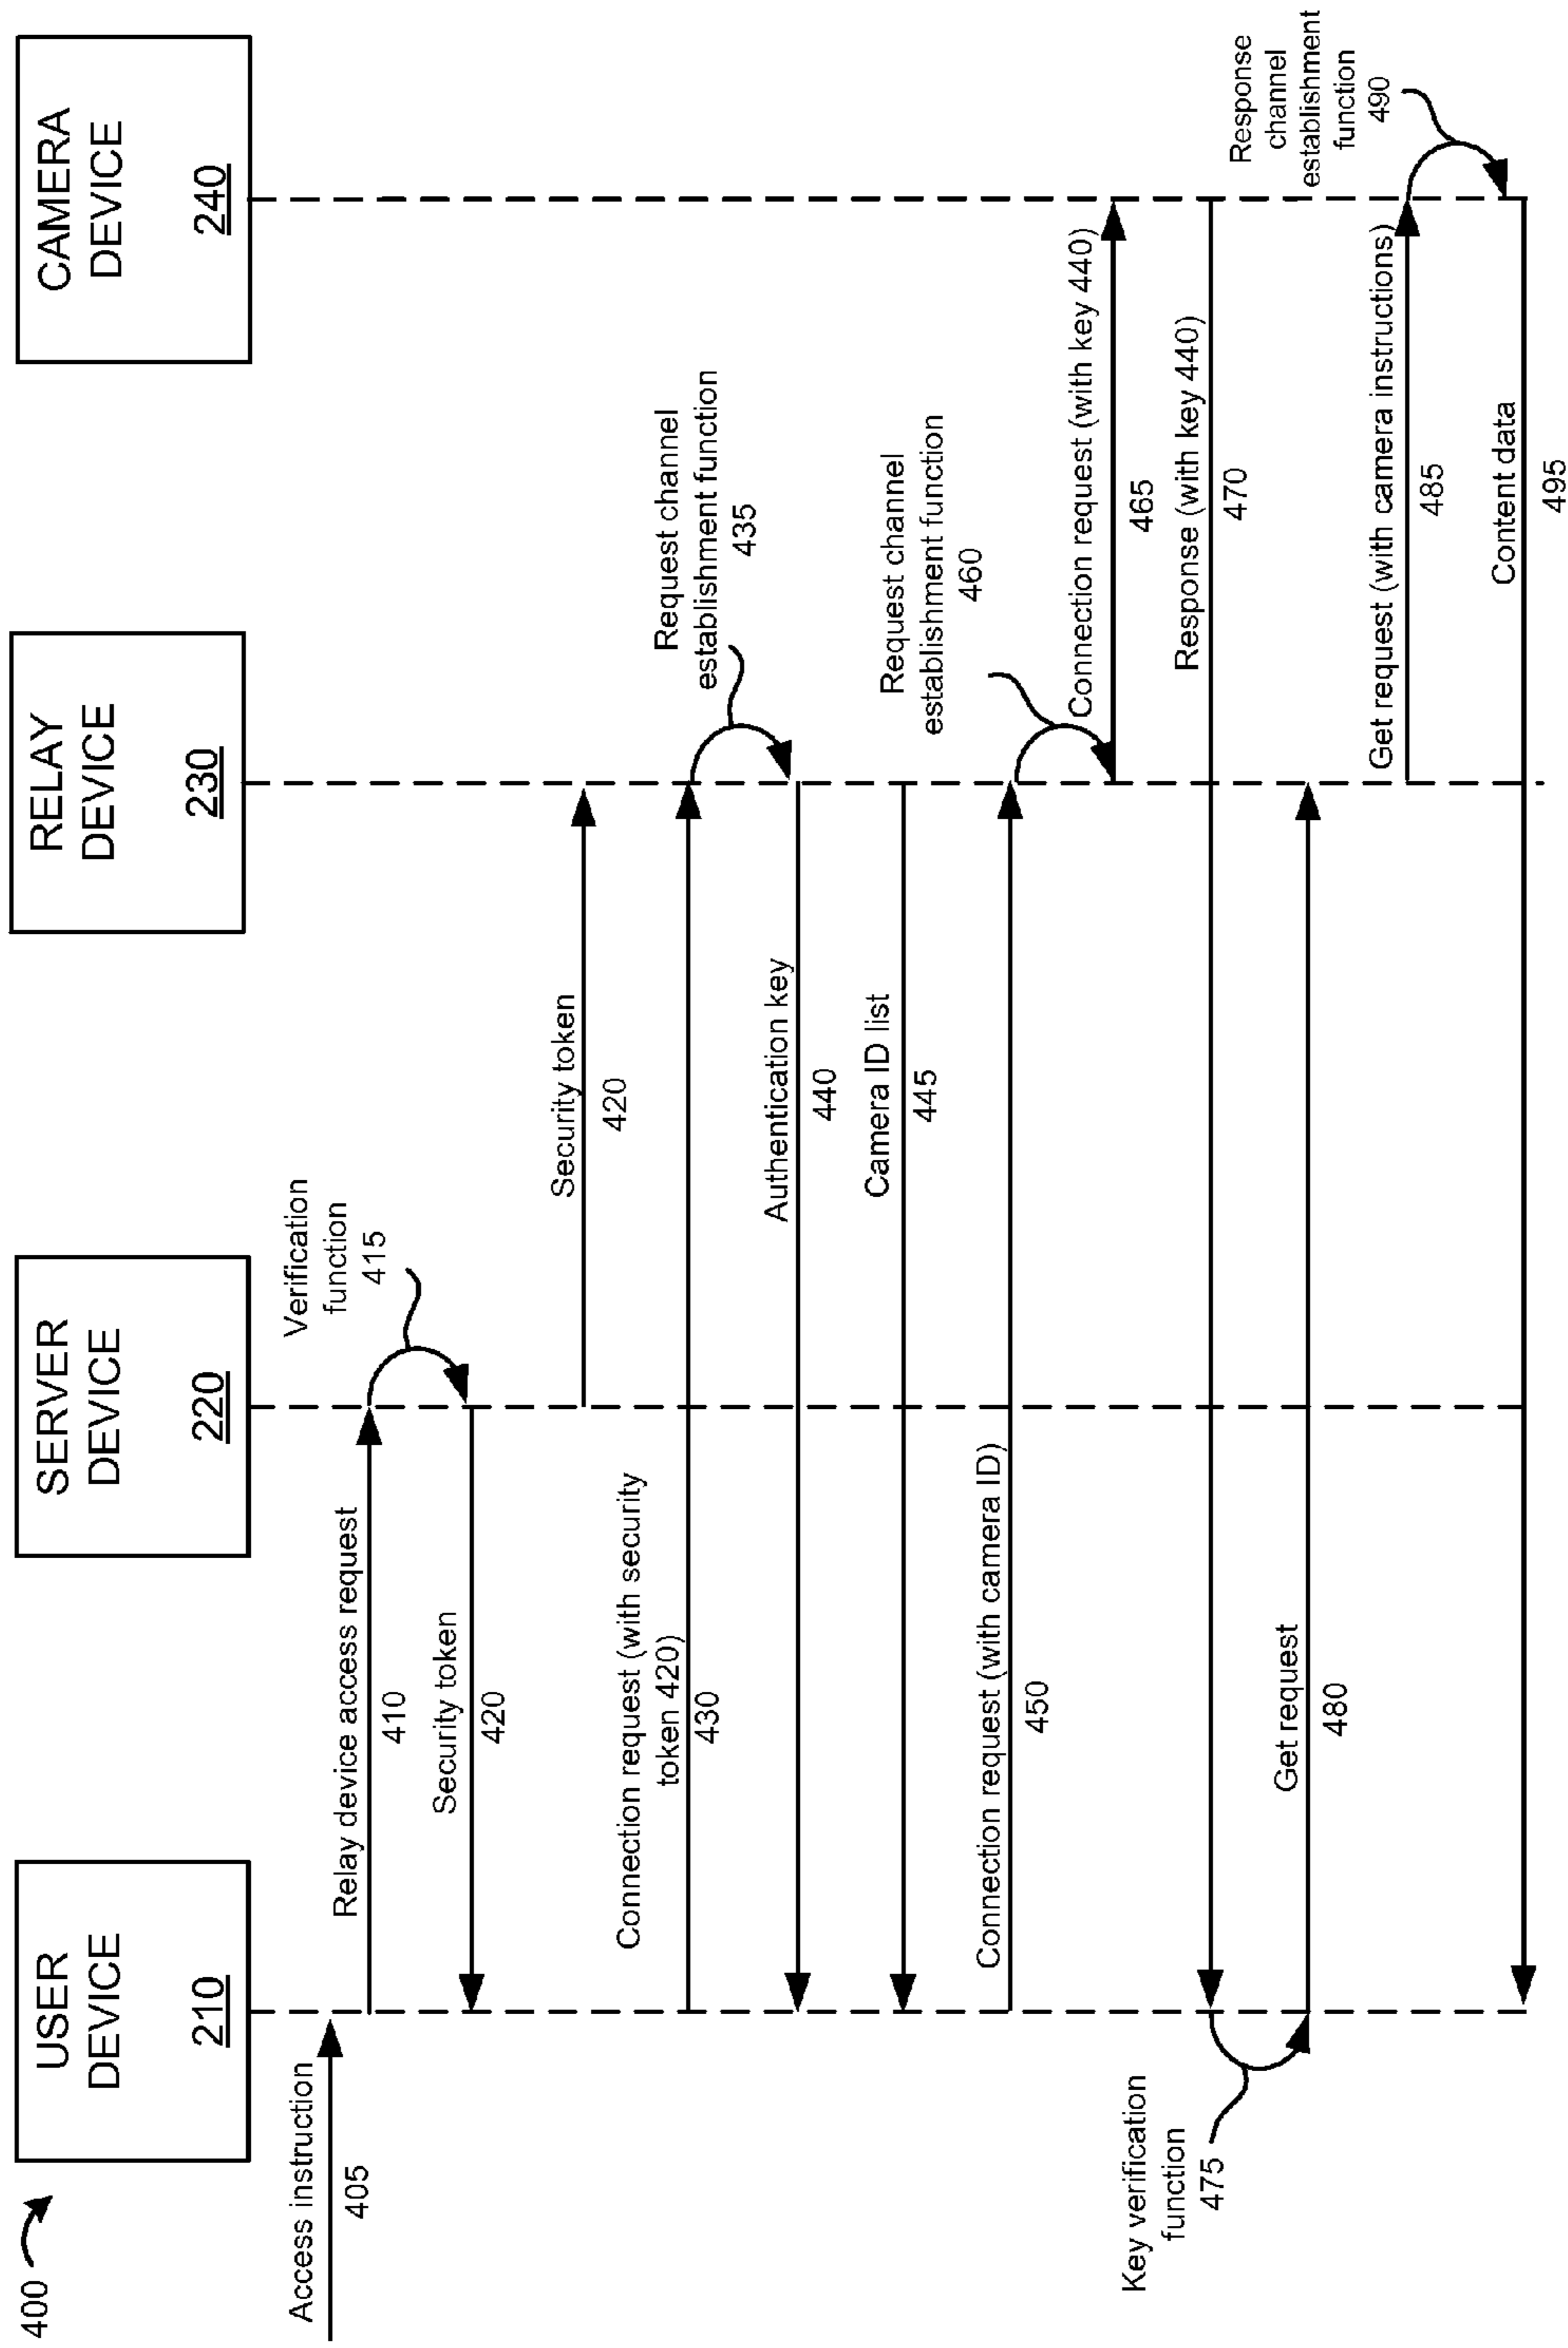 400
USER
DEVICE
210
SERVER
DEVICE
220
RELAY
DEVICE
230
CAMERA
DEVICE
240
Access instruction
405
Relay device access request
410
Verification
function
415
Security token
420
Security token
420
Connection request (with security
token 420)
430
Request channel
establishment function
435
Authentication key
440
Camera ID list
445
Connection request (with camera ID)
450
Request channel
establishment function
460
Connection request (with key 440)
465
Response (with key 440)
470
Key verification
function
475
Get request
480
Get request (with camera instructions)
485
Response
channel
establishment
function
490
Content data
495